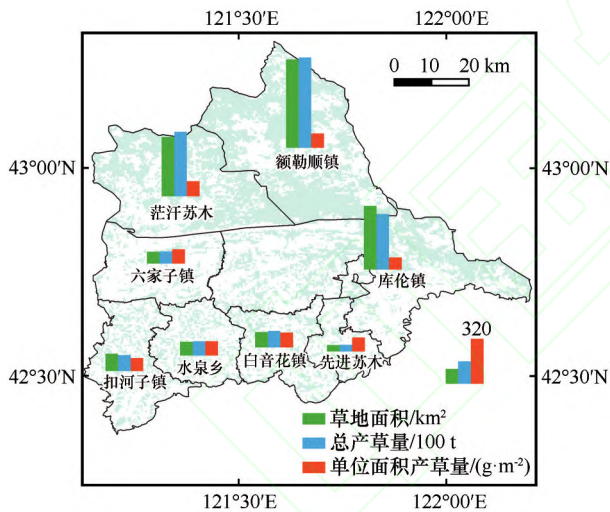 121°30′E
122°00′E
0 10 20 km
额勒顺镇
43°00′N
43°00′N
茫汗苏木
库伦镇
六家子镇
320
水泉乡
白音花镇
先进苏木
扣河子镇
42°30′N
42°30′N
草地面积/km²
总产草量/100 t
单位面积产草量/(g·m⁻²)
121°30′E
122°00′E